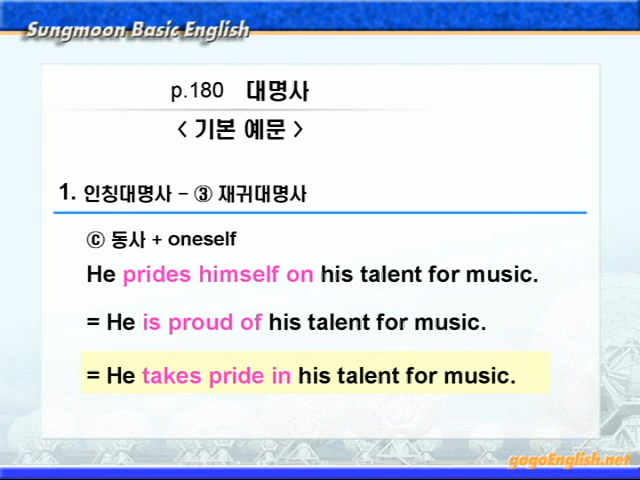 Sungmoon Basic English
p.180 대명사
< 기본 예문 >
1. 인칭대명사 – ③ 재귀대명사
ⓒ 동사 + oneself
He prides himself on his talent for music.
= He is proud of his talent for music.
= He takes pride in his talent for music.
gogoEnglish.net